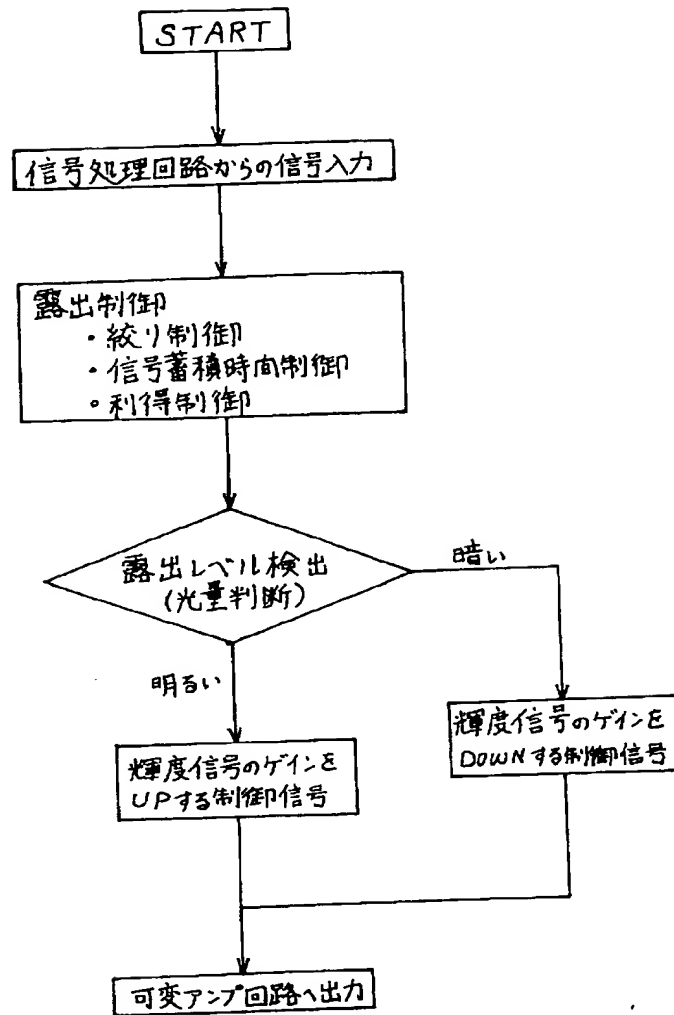 START
信号処理回路からの信号入力
露出制御
・絞り制御
・信号蓄積時間制御
・利得制御
露出レベル検出
(光量判断)
暗い
明るい
輝度信号のゲインを
UPする制御信号
輝度信号のゲインを
DOWNする制御信号
可変アンプ回路へ出力